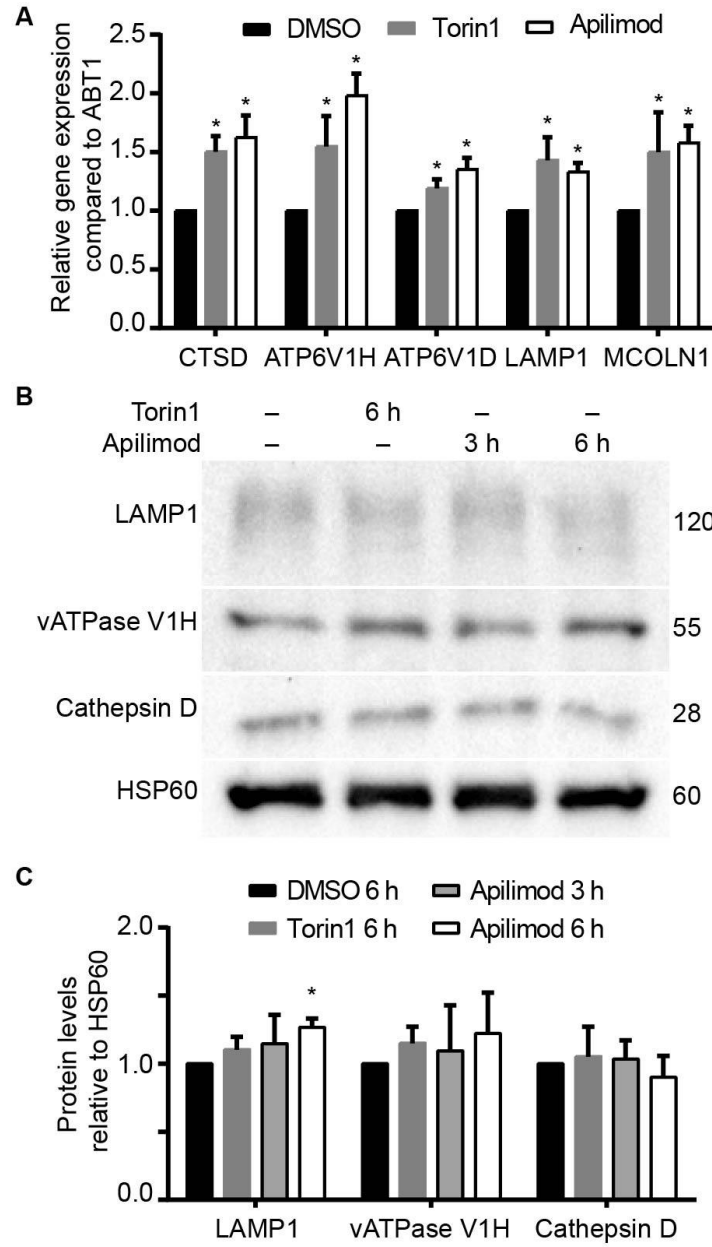 A
DMSO Torin1 Apilimod
Relative gene expression
compared to ABT1
2.5
2.0
1.5
1.0
0.5
0.0
* * * * * * * * * *
CTSD ATP6V1H ATP6V1D LAMP1 MCOLN1
B
Torin1 – 6 h – –
Apilimod – – 3 h 6 h
LAMP1 120
vATPase V1H 55
Cathepsin D 28
HSP60 60
C
DMSO 6 h Apilimod 3 h
Torin1 6 h Apilimod 6 h
Protein levels
relative to HSP60
2.0
1.0
0.0
*
LAMP1 vATPase V1H Cathepsin D